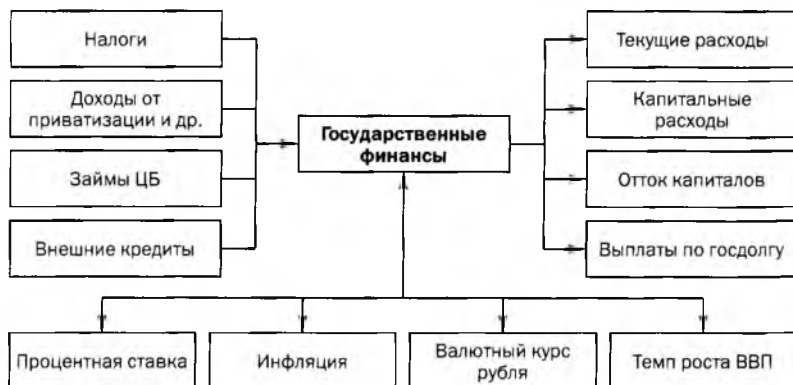 Налоги
Доходы от
приватизации и др.
Займы ЦБ
Внешние кредиты
Государственные
финансы
Текущие расходы
Капитальные
расходы
Отток капиталов
Выплаты по госдолгу
Процентная ставка
Инфляция
Валютный курс
рубля
Темп роста ВВП